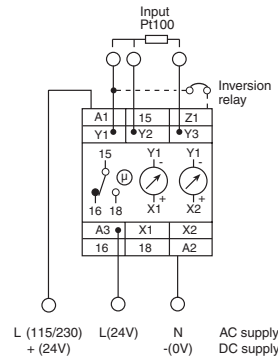 Input
Pt100
Inversion
relay
A1 15 Z1
Y1 Y2 Y3
15 µ Y1 Y1
- -
+ +
16 18 X1 X2
A3 X1 X2
16 18 A2
L (115/230) L(24V) N AC supply
+ (24V) -(0V) DC supply